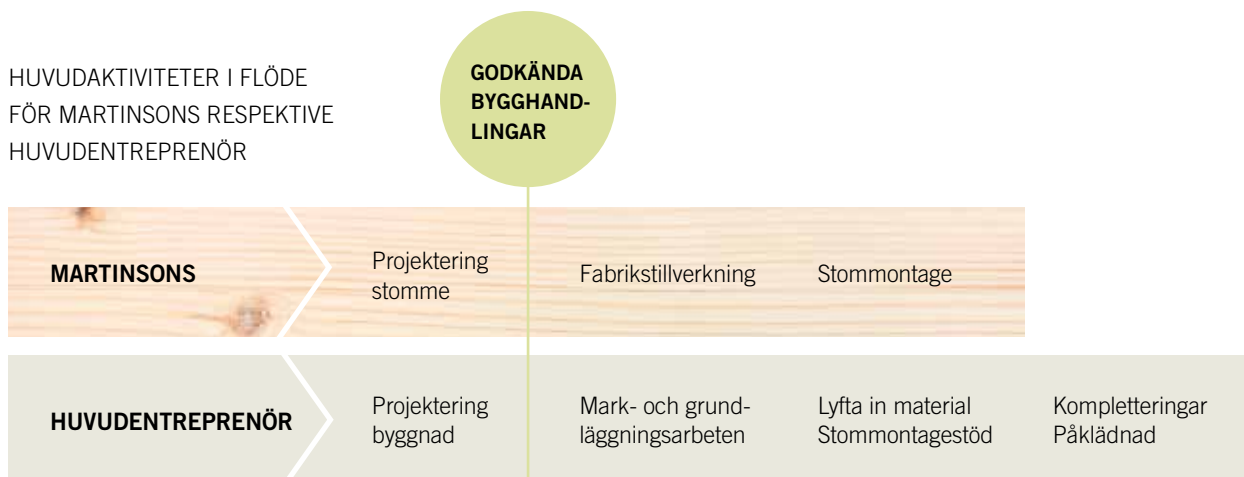 HUVUDAKTIVITETER I FLÖDE
FÖR MARTINSONS RESPEKTIVE
HUVUDENTREPRENÖR
GODKÄNDA
BYGGHAND-
LINGAR
MARTINSONS
Projektering
stomme
Fabrikstillverkning
Stommontage
HUVUDENTREPRENÖR
Projektering
byggnad
Mark- och grund-
läggningsarbeten
Lyfta in material
Stommontagestöd
Kompletteringar
Påklädnad